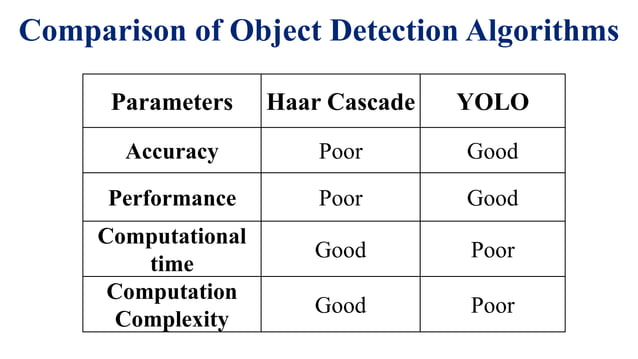 Comparison of Object Detection Algorithms
Parameters Haar Cascade YOLO
Accuracy Poor Good
Performance Poor Good
Computational
time Good Poor
Computation
Complexity Good Poor